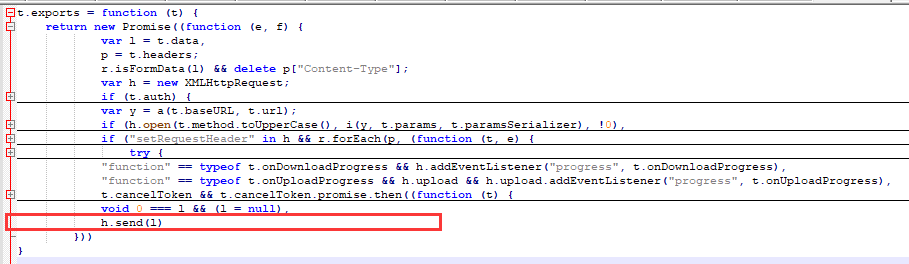 t.exports = function (t) {
return new Promise((function (e, f) {
var l = t.data,
p = t.headers;
r.isFormData(l) && delete p["Content-Type"];
var h = new XMLHttpRequest;
if (t.auth) {
var y = a(t.baseURL, t.url);
if (h.open(t.method.toUpperCase(), i(y, t.params, t.paramsSerializer), !0),
if ("setRequestHeader" in h && r.forEach(p, (function (t, e) {
try {
"function" == typeof t.onDownloadProgress && h.addEventListener("progress", t.onDownloadProgress),
"function" == typeof t.onUploadProgress && h.upload && h.upload.addEventListener("progress", t.onUploadProgress),
t.cancelToken && t.cancelToken.promise.then((function (t) {
void 0 === l && (l = null),
h.send(l)
}))
}